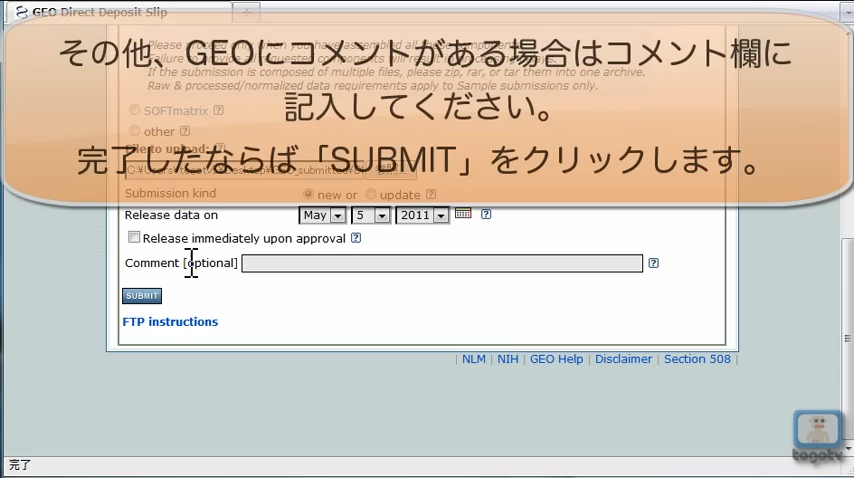 GEO Direct Deposit Slip
その他、GEOにコメントがある場合はコメント欄に
記入してください。
完了したならば「SUBMIT」をクリックします。
If the submission is composed of multiple files, please zip, rar, or tar them into one archive.
Raw & processed/normalized data requirements apply to Sample submissions only.
SOFTmatrix
other
File to upload:
Submission kind new or update
Release data on May 5 2011
Release immediately upon approval
Comment [optional]
SUBMIT
FTP instructions
| NLM | NIH | GEO Help | Disclaimer | Section 508 |
togotv
完了